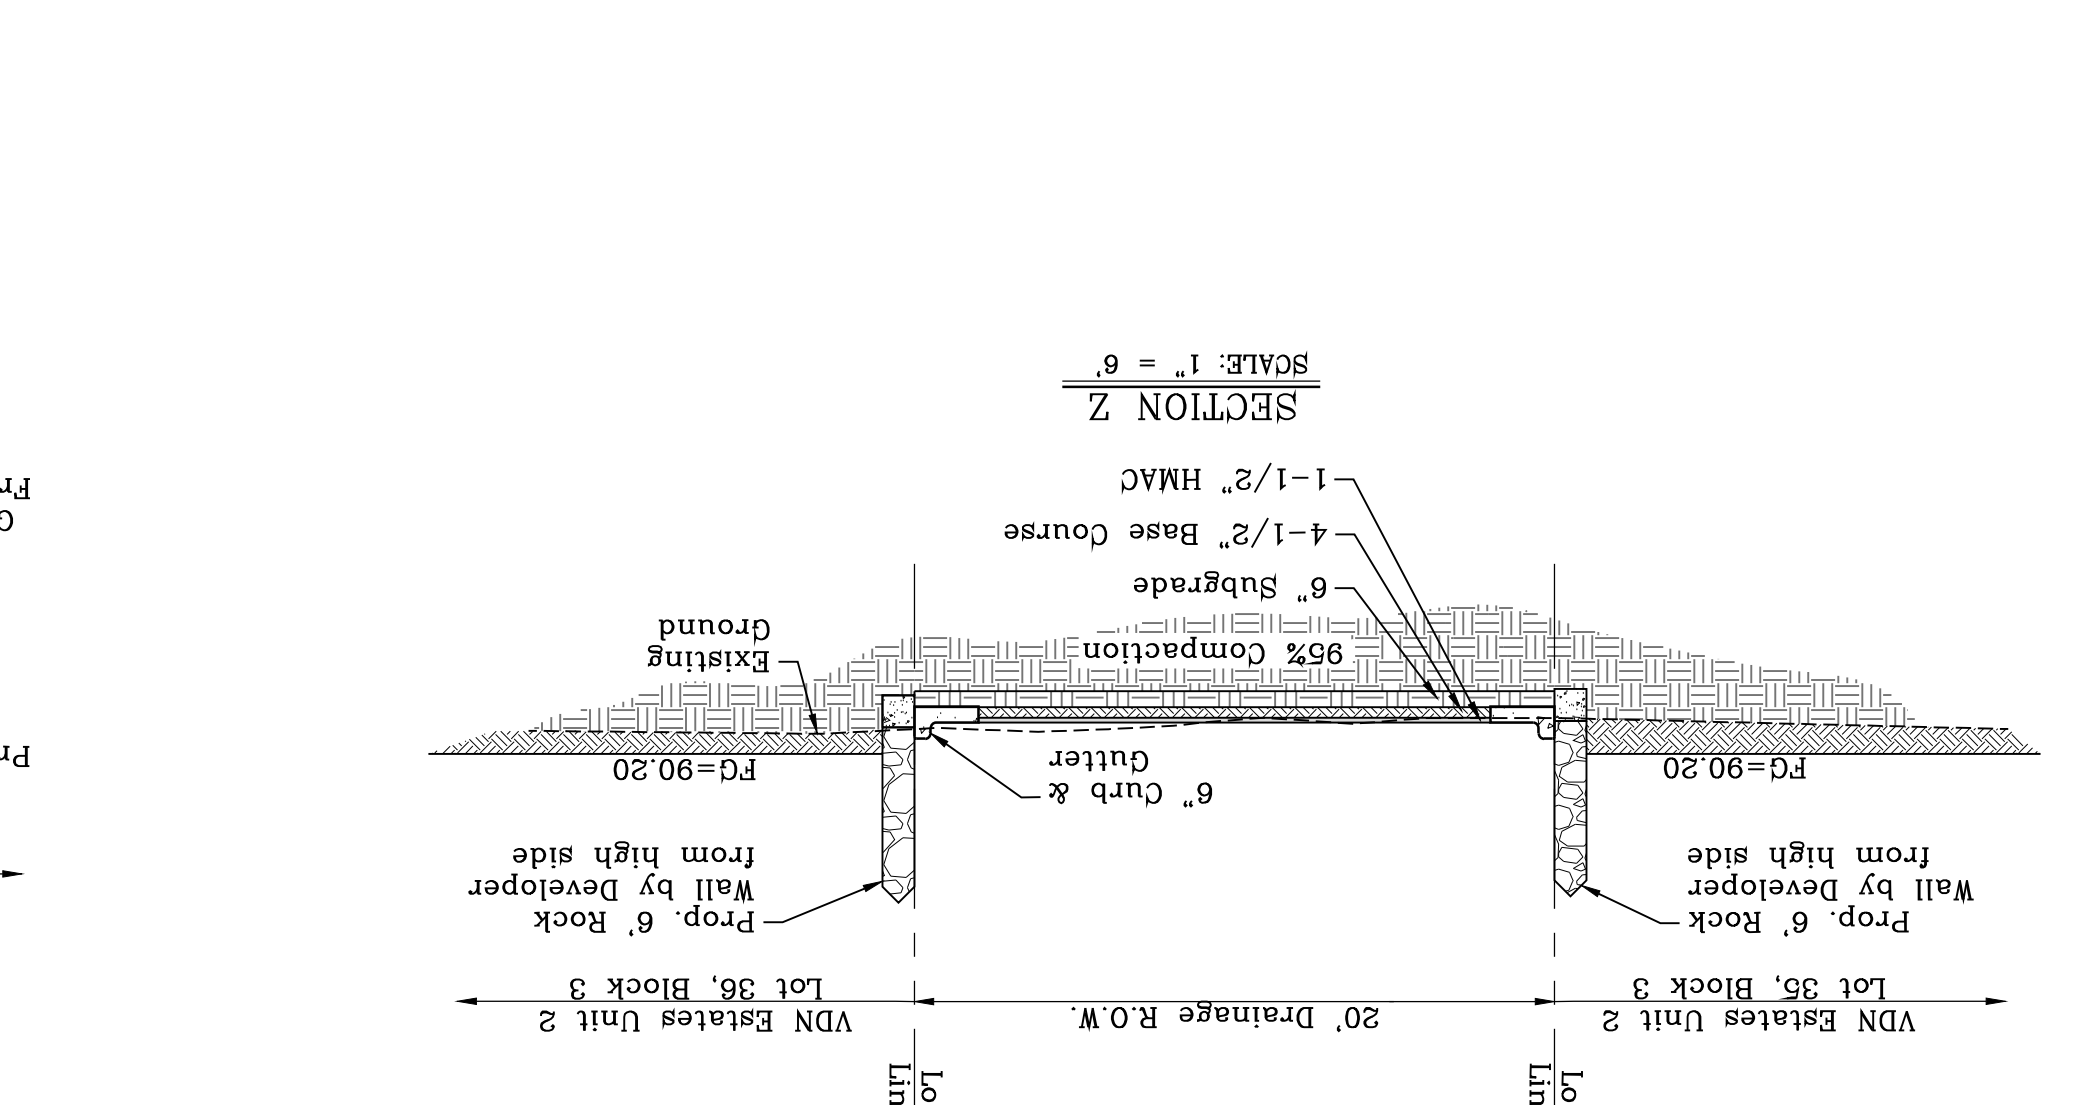 Lo
Lin
Lo
Lin
VDN Estates Unit 2
Lot 35, Block 3
20' Drainage R.O.W.
VDN Estates Unit 2
Lot 36, Block 3
Prop. 6' Rock
Wall by Developer
from high side
Prop. 6' Rock
Wall by Developer
from high side
FG=90.20
6" Curb &
Gutter
FG=90.20
Pr
95% Compaction
Existing
Ground
6" Subgrade
4-1/2" Base Course
1-1/2" HMAC
G
Fr
SECTION Z
SCALE: 1" = 6'